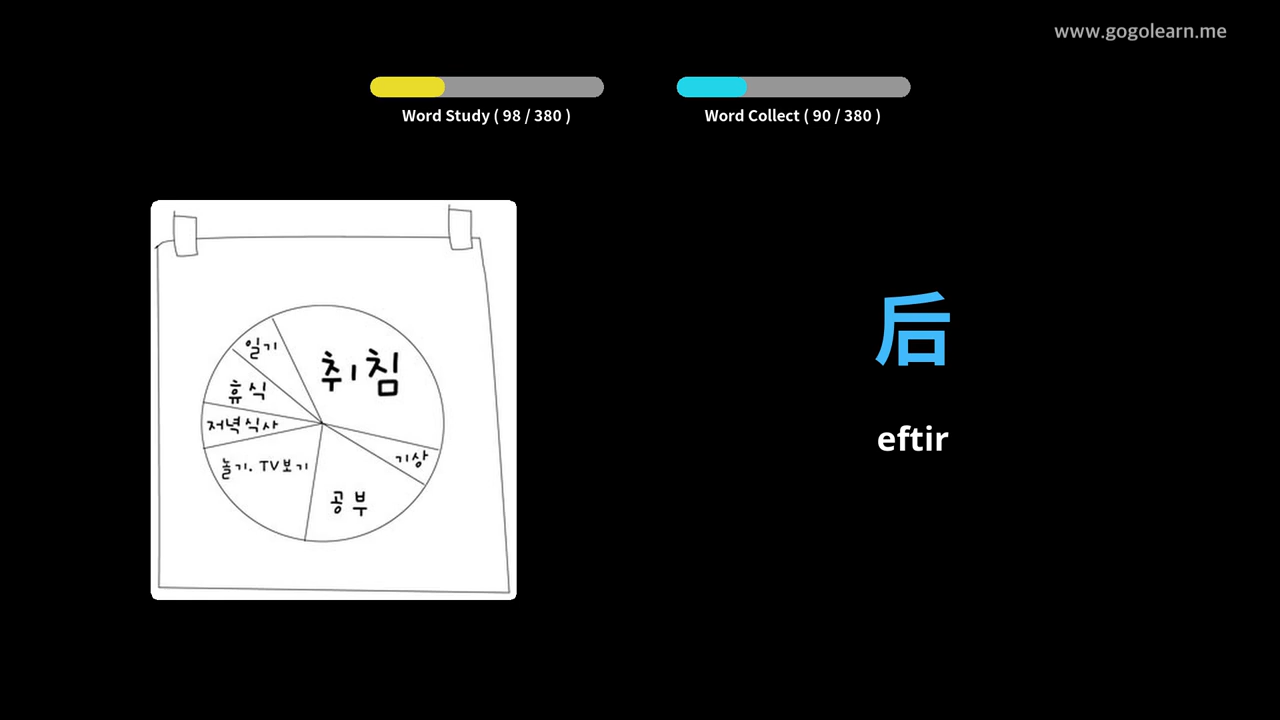 www.gogolearn.me
Word Study ( 98 / 380 )
Word Collect ( 90 / 380 )
일기
취침
휴식
저녁식사
놀기. TV보기
기상
공부
后
eftir